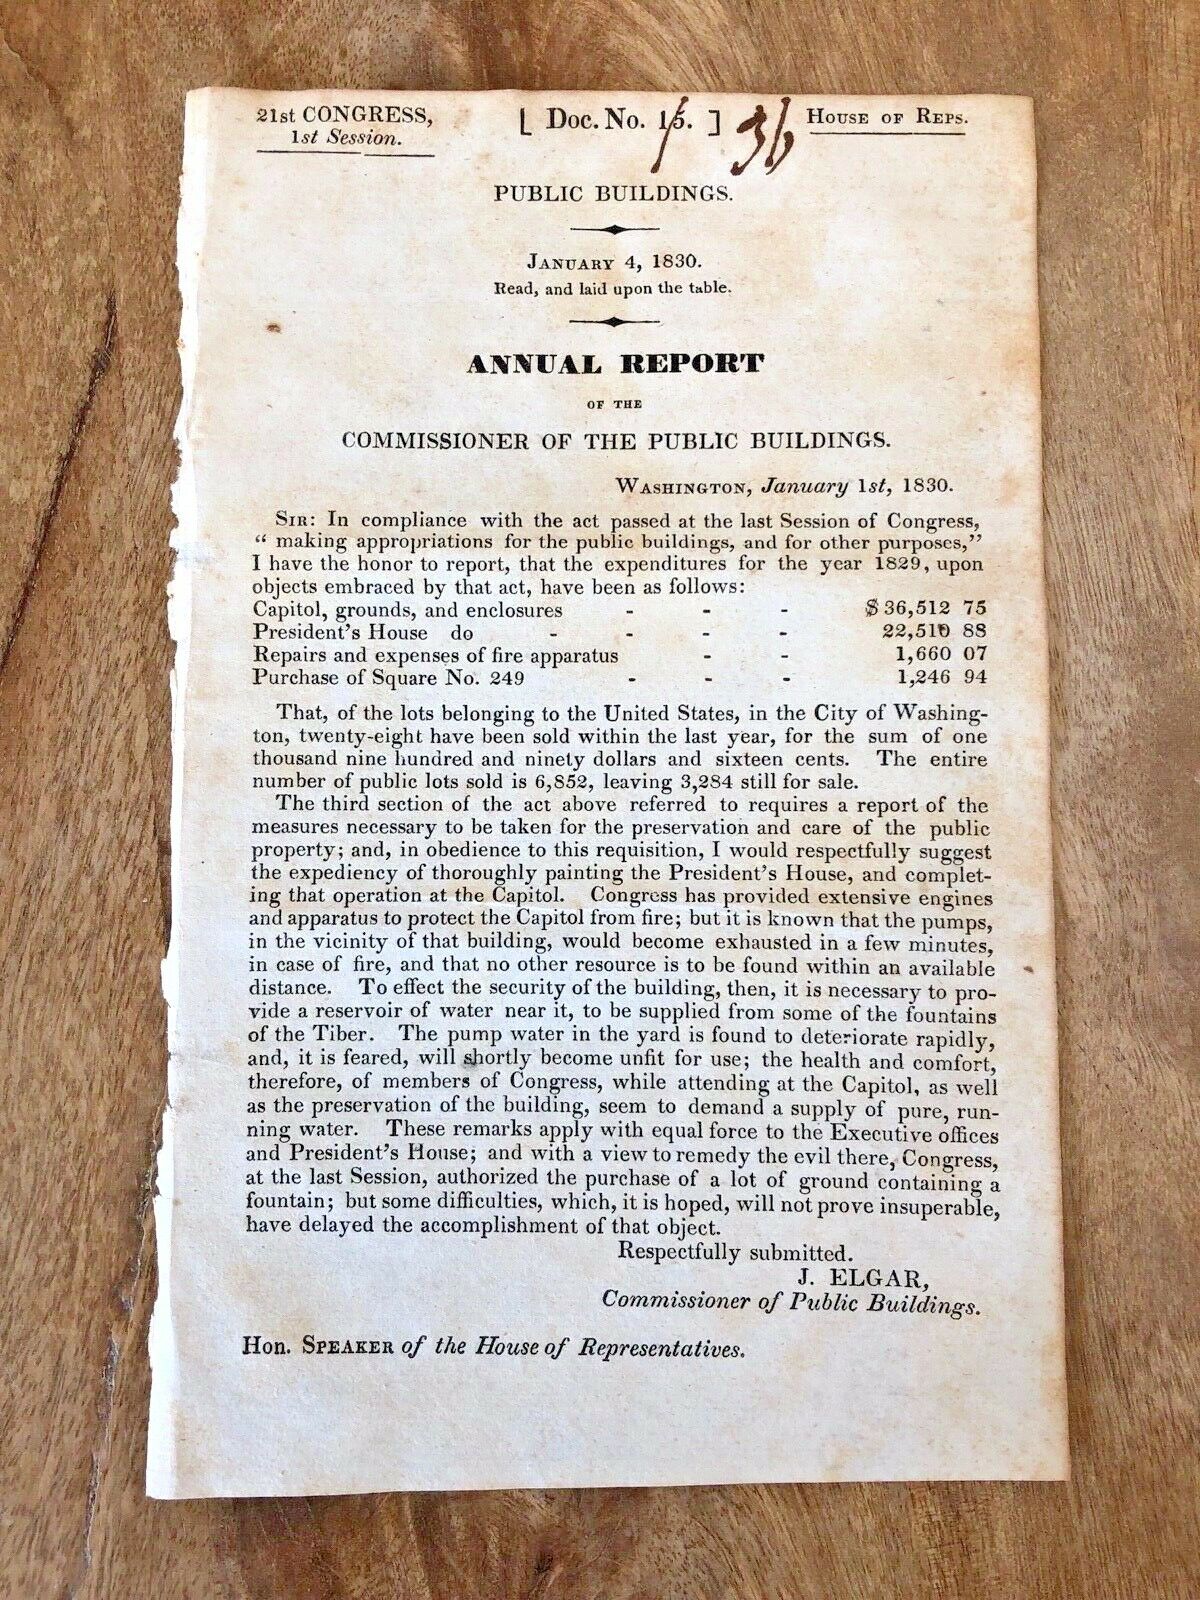 21st CONGRESS, [ Doc. No. 15. ] 36 HOUSE OF REPS.
1st Session.
PUBLIC BUILDINGS.
JANUARY 4, 1830.
Read, and laid upon the table.
ANNUAL REPORT
OF THE
COMMISSIONER OF THE PUBLIC BUILDINGS.
WASHINGTON, January 1st, 1830.
SIR: In compliance with the act passed at the last Session of Congress,
“ making appropriations for the public buildings, and for other purposes,”
I have the honor to report, that the expenditures for the year 1829, upon
objects embraced by that act, have been as follows:
Capitol, grounds, and enclosures - - - $36,512 75
President's House do - - - - 22,510 88
Repairs and expenses of fire apparatus - - 1,660 07
Purchase of Square No. 249 - - - 1,246 94
That, of the lots belonging to the United States, in the City of Washing-
ton, twenty-eight have been sold within the last year, for the sum of one
thousand nine hundred and ninety dollars and sixteen cents. The entire
number of public lots sold is 6,852, leaving 3,284 still for sale.
The third section of the act above referred to requires a report of the
measures necessary to be taken for the preservation and care of the public
property; and, in obedience to this requisition, I would respectfully suggest
the expediency of thoroughly painting the President's House, and complet-
ing that operation at the Capitol. Congress has provided extensive engines
and apparatus to protect the Capitol from fire; but it is known that the pumps,
in the vicinity of that building, would become exhausted in a few minutes,
in case of fire, and that no other resource is to be found within an available
distance. To effect the security of the building, then, it is necessary to pro-
vide a reservoir of water near it, to be supplied from some of the fountains
of the Tiber. The pump water in the yard is found to deteriorate rapidly,
and, it is feared, will shortly become unfit for use; the health and comfort,
therefore, of members of Congress, while attending at the Capitol, as well
as the preservation of the building, seem to demand a supply of pure, run-
ning water. These remarks apply with equal force to the Executive offices
and President's House; and with a view to remedy the evil there, Congress,
at the last Session, authorized the purchase of a lot of ground containing a
fountain; but some difficulties, which, it is hoped, will not prove insuperable,
have delayed the accomplishment of that object.
Respectfully submitted.
J. ELGAR,
Commissioner of Public Buildings.
Hon. SPEAKER of the House of Representatives.